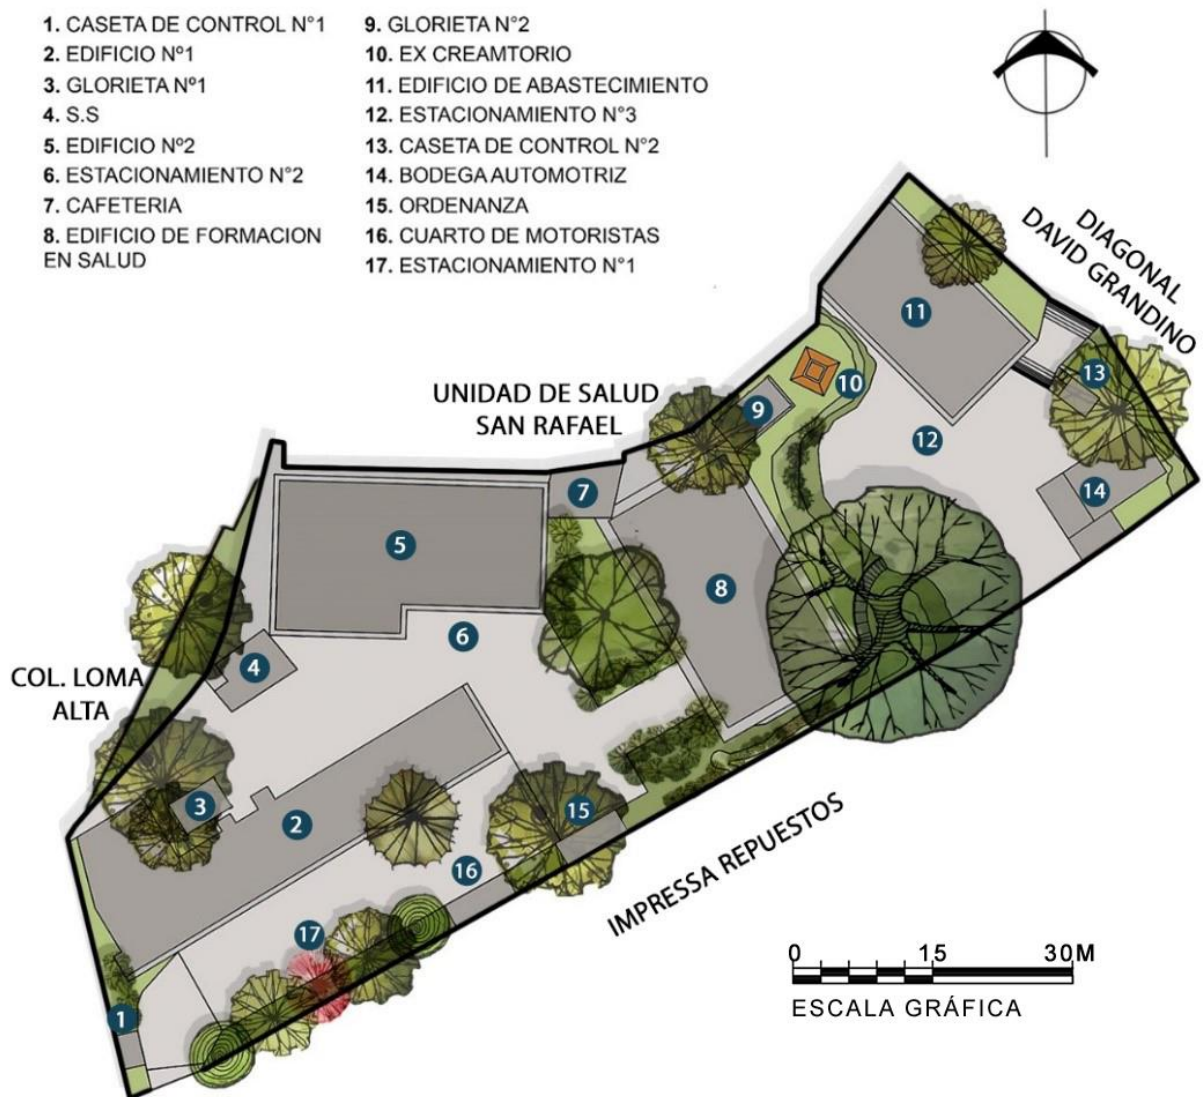 1. CASETA DE CONTROL N°1
2. EDIFICIO Nº1
3. GLORIETA Nº1
4. S.S
5. EDIFICIO Nº2
6. ESTACIONAMIENTO N°2
7. CAFETERIA
8. EDIFICIO DE FORMACION
EN SALUD
9. GLORIETA N°2
10. EX CREAMTORIO
11. EDIFICIO DE ABASTECIMIENTO
12. ESTACIONAMIENTO N°3
13. CASETA DE CONTROL N°2
14. BODEGA AUTOMOTRIZ
15. ORDENANZA
16. CUARTO DE MOTORISTAS
17. ESTACIONAMIENTO N°1
DIAGONAL
DAVID GRANDINO
11
13
UNIDAD DE SALUD
SAN RAFAEL
10
9
12
7
14
5
8
6
COL. LOMA
ALTA
4
3
2
15
16
IMPRESSA REPUESTOS
17
1
0 15 30M
ESCALA GRÁFICA